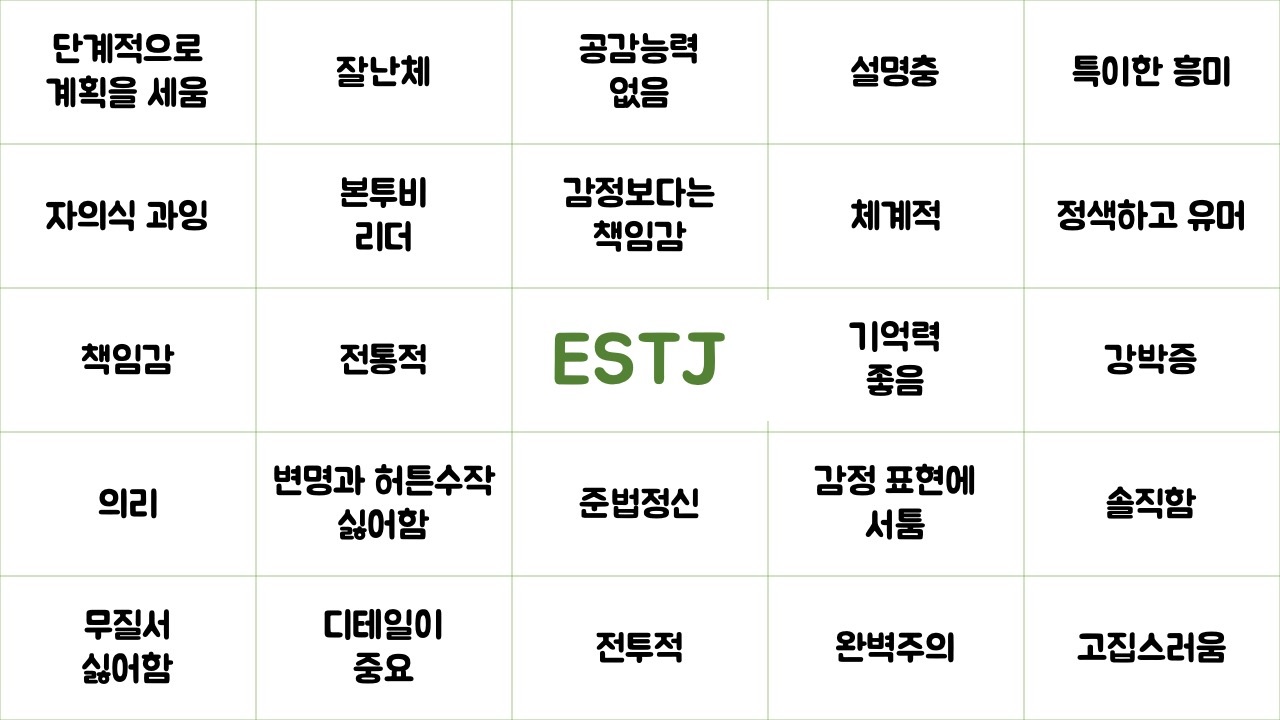 단계적으로
계획을 세움
잘난체
공감능력
없음
설명충
특이한 흥미
자의식 과잉
본투비
리더
감정보다는
책임감
체계적
정색하고 유머
책임감
전통적
ESTJ
기억력
좋음
강박증
의리
변명과 허튼수작
싫어함
준법정신
감정 표현에
서툼
솔직함
무질서
싫어함
디테일이
중요
전투적
완벽주의
고집스러움